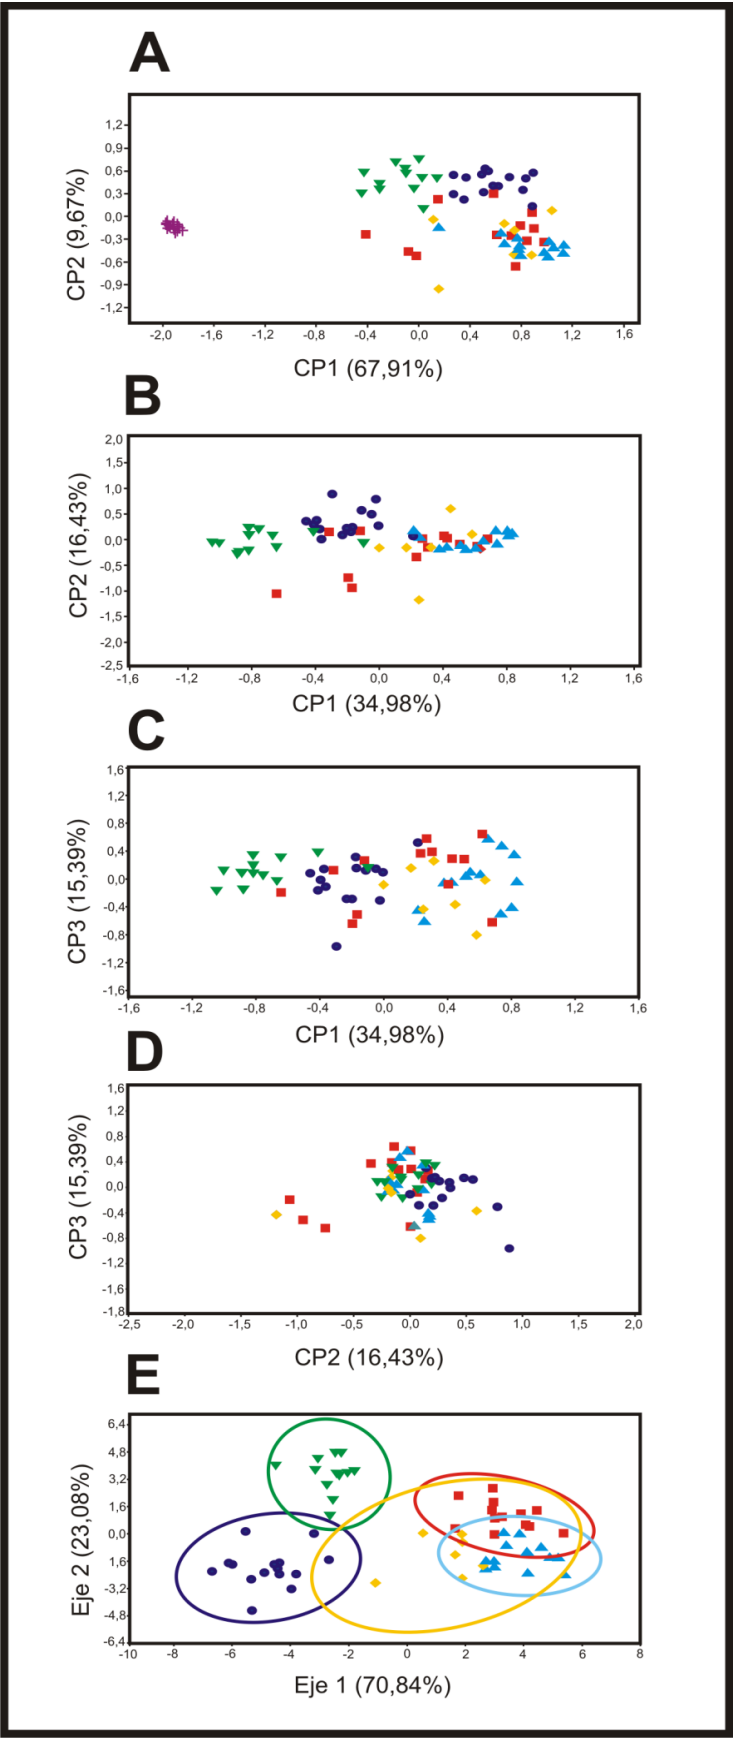 A
CP2 (9,67%)
1,2
0,9
0,6
0,3
0,0
-0,3
-0,6
-0,9
-1,2
-2,0 -1,6 -1,2 -0,8 -0,4 0,0 0,4 0,8 1,2 1,6
CP1 (67,91%)
B
CP2 (16,43%)
2,0
1,5
1,0
0,5
0,0
-0,5
-1,0
-1,5
-2,0
-2,5
-1,6 -1,2 -0,8 -0,4 0,0 0,4 0,8 1,2 1,6
CP1 (34,98%)
C
CP3 (15,39%)
1,6
1,2
0,8
0,4
0,0
-0,4
-0,8
-1,2
-1,6
-1,6 -1,2 -0,8 -0,4 0,0 0,4 0,8 1,2 1,6
CP1 (34,98%)
D
CP3 (15,39%)
1,6
1,2
0,8
0,4
0,0
-0,4
-0,8
-1,2
-1,6
-1,8
-2,5 -2,0 -1,5 -1,0 -0,5 0,0 0,5 1,0 1,5 2,0
CP2 (16,43%)
E
Eje 2 (23,08%)
6,4
4,8
3,2
1,6
0,0
1,6
-3,2
-4,8
-6,4
-10 -8 -6 -4 -2 0 2 4 6 8
Eje 1 (70,84%)